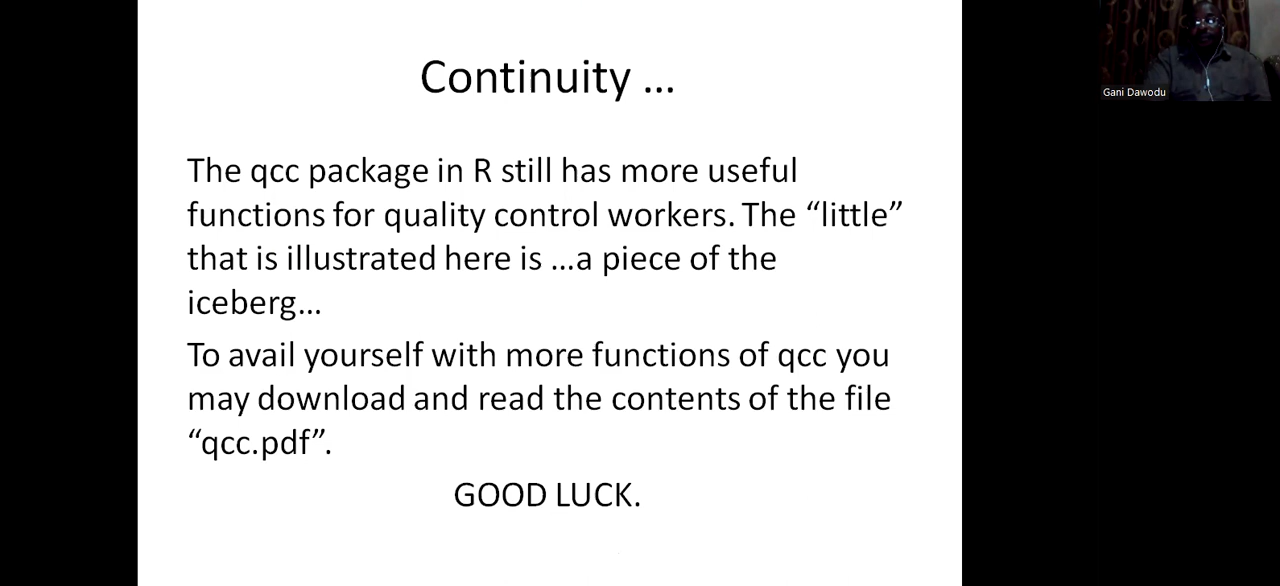 Continuity ...
Gani Dawodu
The qcc package in R still has more useful
functions for quality control workers. The “little”
that is illustrated here is ...a piece of the
iceberg...
To avail yourself with more functions of qcc you
may download and read the contents of the file
“qcc.pdf”.
GOOD LUCK.